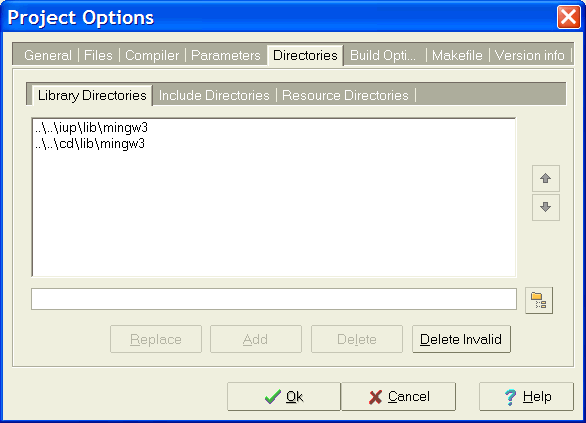 Project Options
General Files Compiler Parameters Directories Build Opti... Makefile Version info
Library Directories Include Directories Resource Directories
..\..\iup\lib\mingw3
..\..\cd\lib\mingw3
Replace Add Delete Delete Invalid
Ok Cancel ? Help